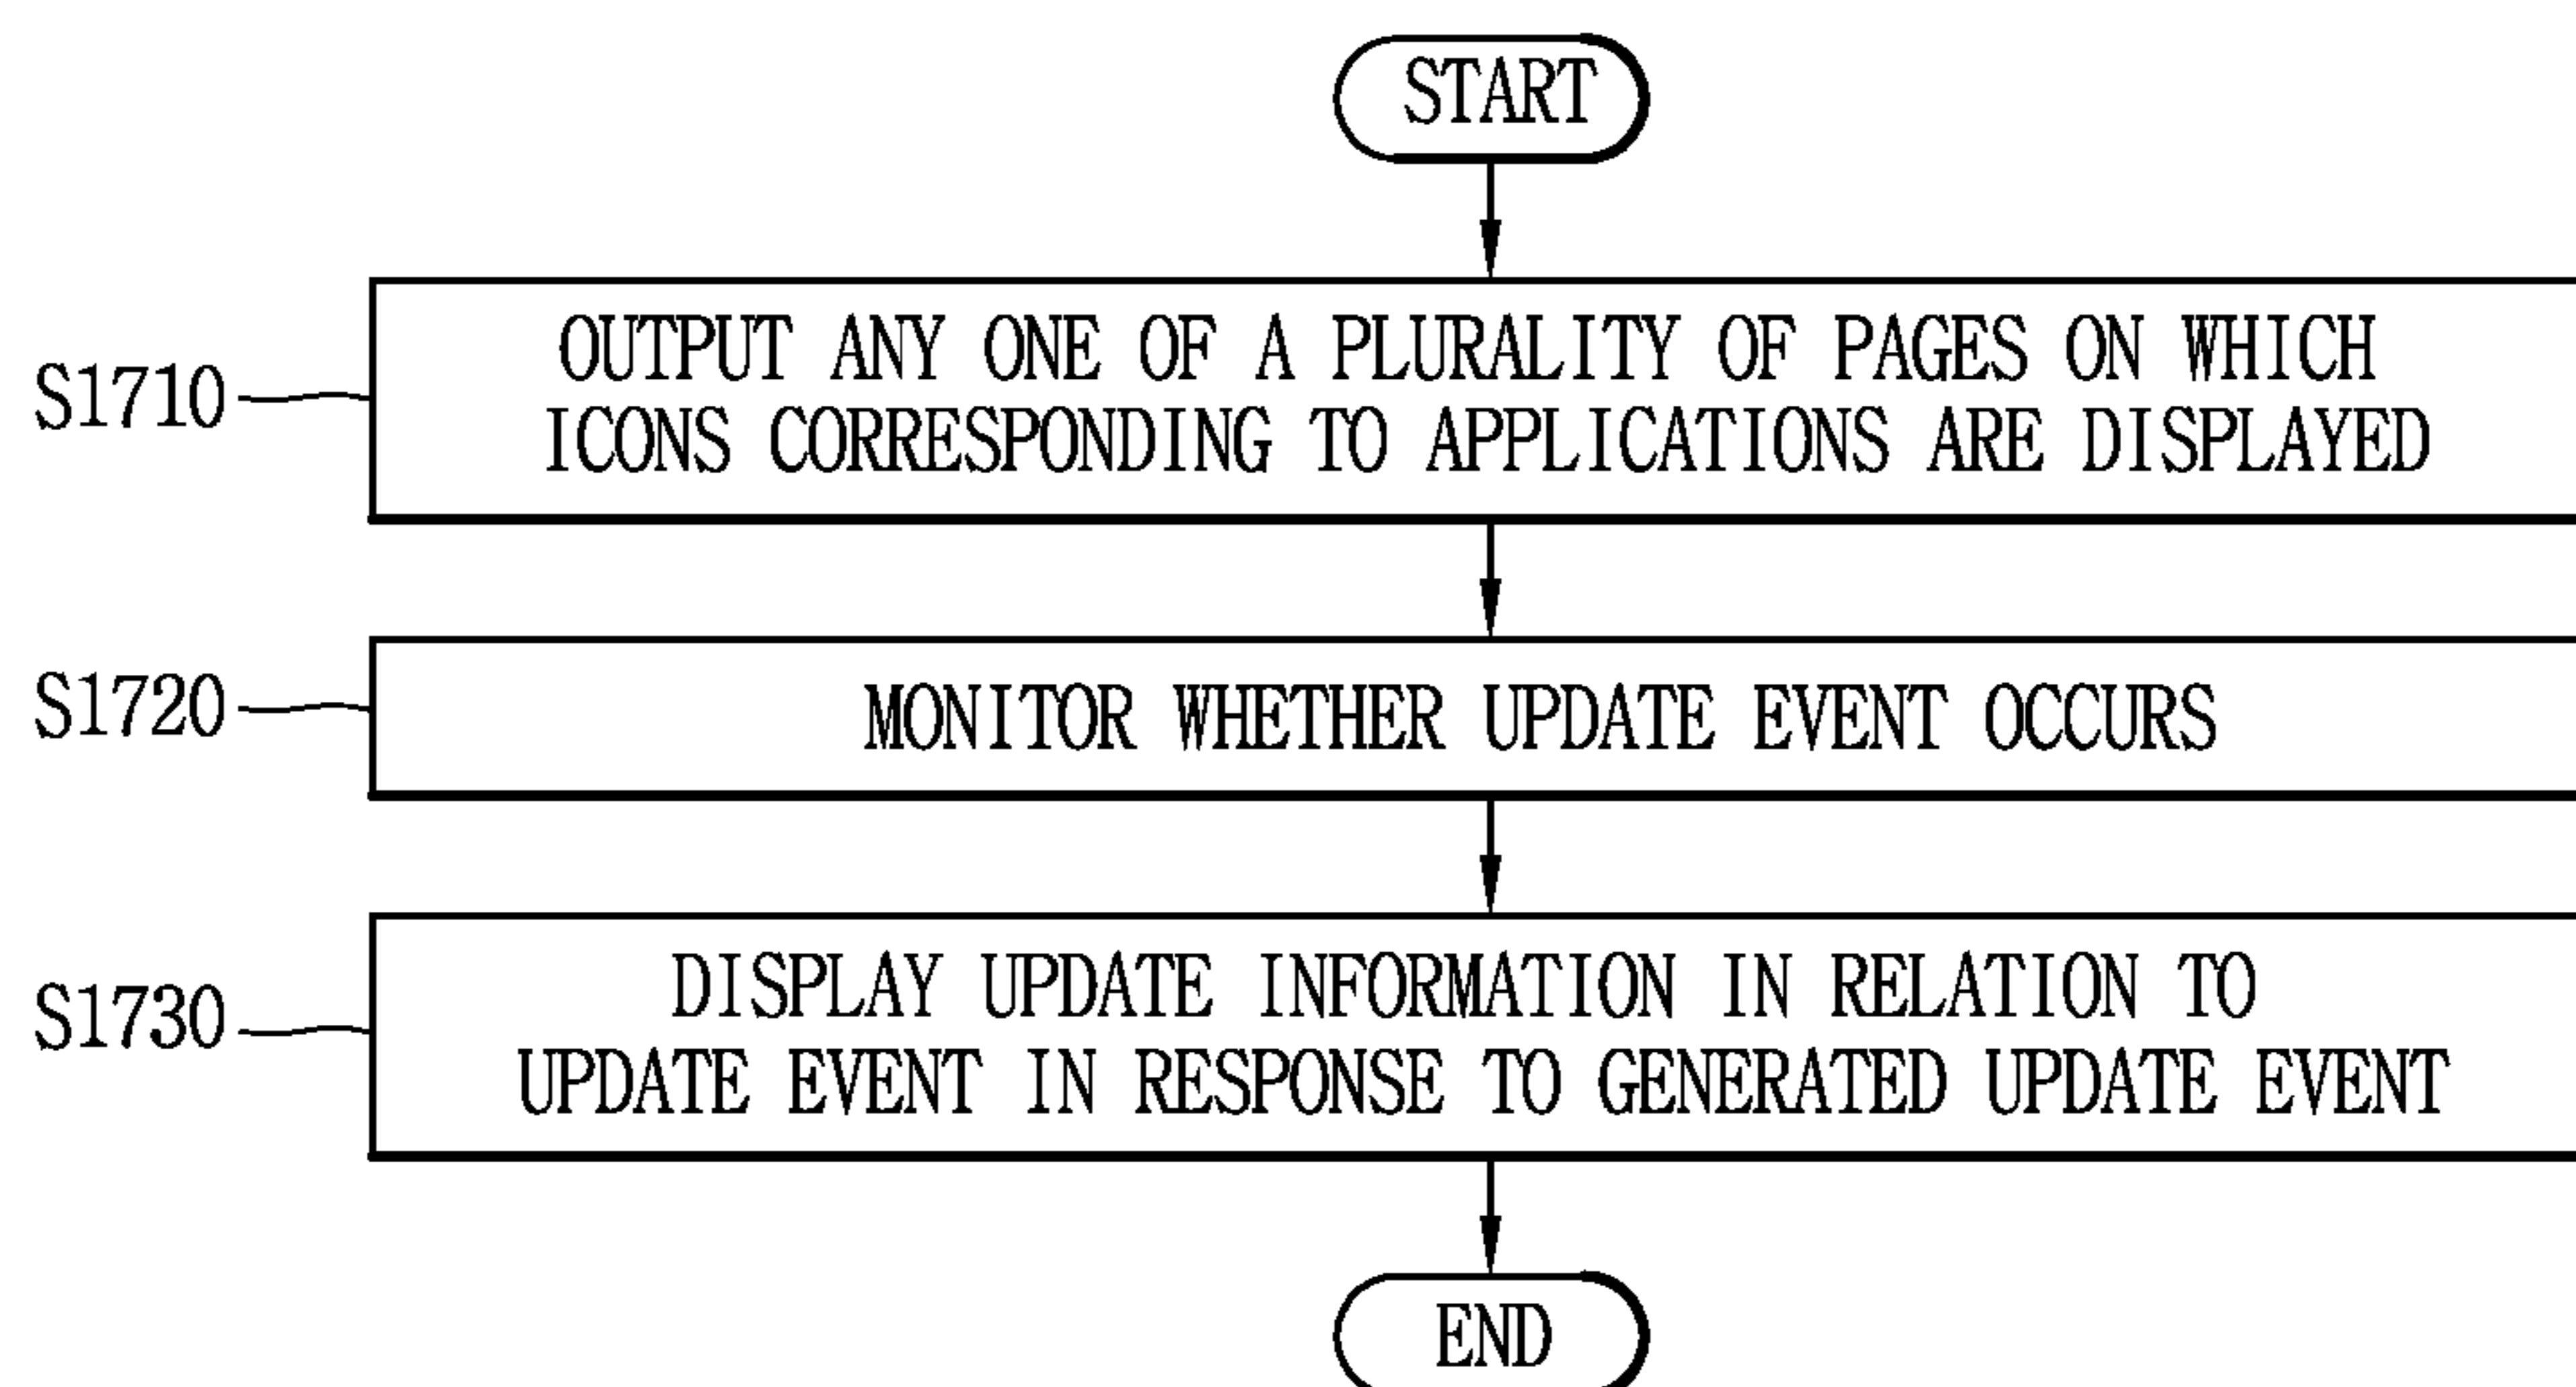 START
S1710
OUTPUT ANY ONE OF A PLURALITY OF PAGES ON WHICH
ICONS CORRESPONDING TO APPLICATIONS ARE DISPLAYED
S1720
MONITOR WHETHER UPDATE EVENT OCCURS
S1730
DISPLAY UPDATE INFORMATION IN RELATION TO
UPDATE EVENT IN RESPONSE TO GENERATED UPDATE EVENT
END